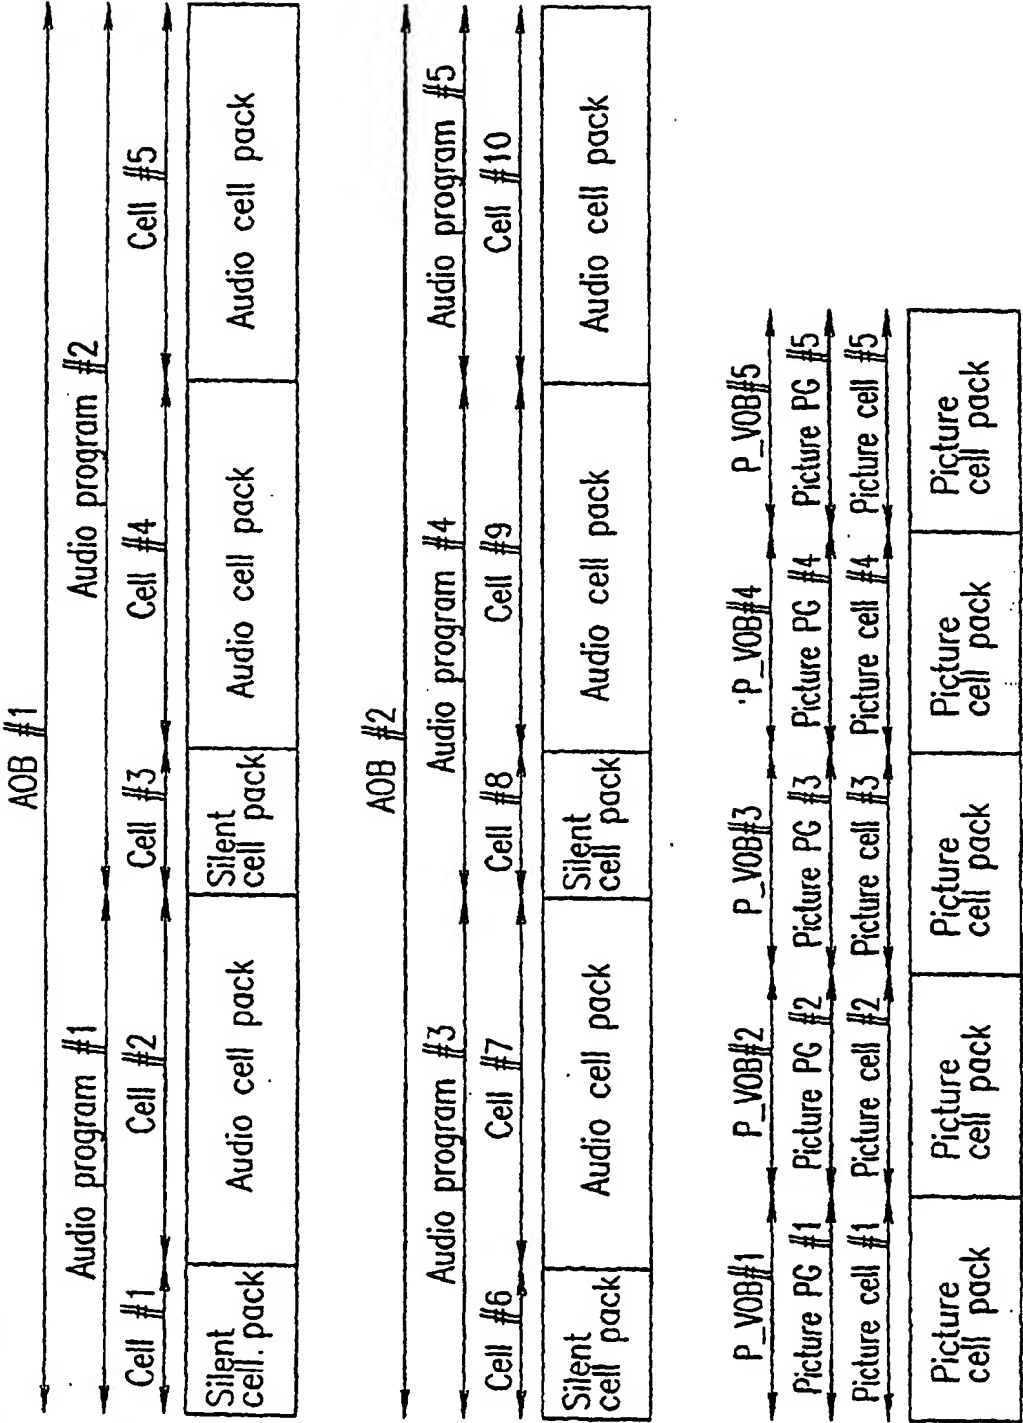 AOB #1
Audio program #1
Audio program #2
Cell #1
Cell #2
Cell #3
Cell #4
Cell #5
Silent
cell. pack
Audio cell pack
Silent
cell pack
Audio cell pack
Audio cell pack
AOB #2
Audio program #3
Audio program #4
Audio program #5
Cell #6
Cell #7
Cell #8
Cell #9
Cell #10
Silent
cell pack
Audio cell pack
Silent
cell pack
Audio cell pack
Audio cell pack
P_VOB#1
P_VOB#2
P_VOB#3
P_VOB#4
P_VOB#5
Picture PG #1
Picture PG #2
Picture PG #3
Picture PG #4
Picture PG #5
Picture cell #1
Picture cell #2
Picture cell #3
Picture cell #4
Picture cell #5
Picture
cell pack
Picture
cell pack
Picture
cell pack
Picture
cell pack
Picture
cell pack